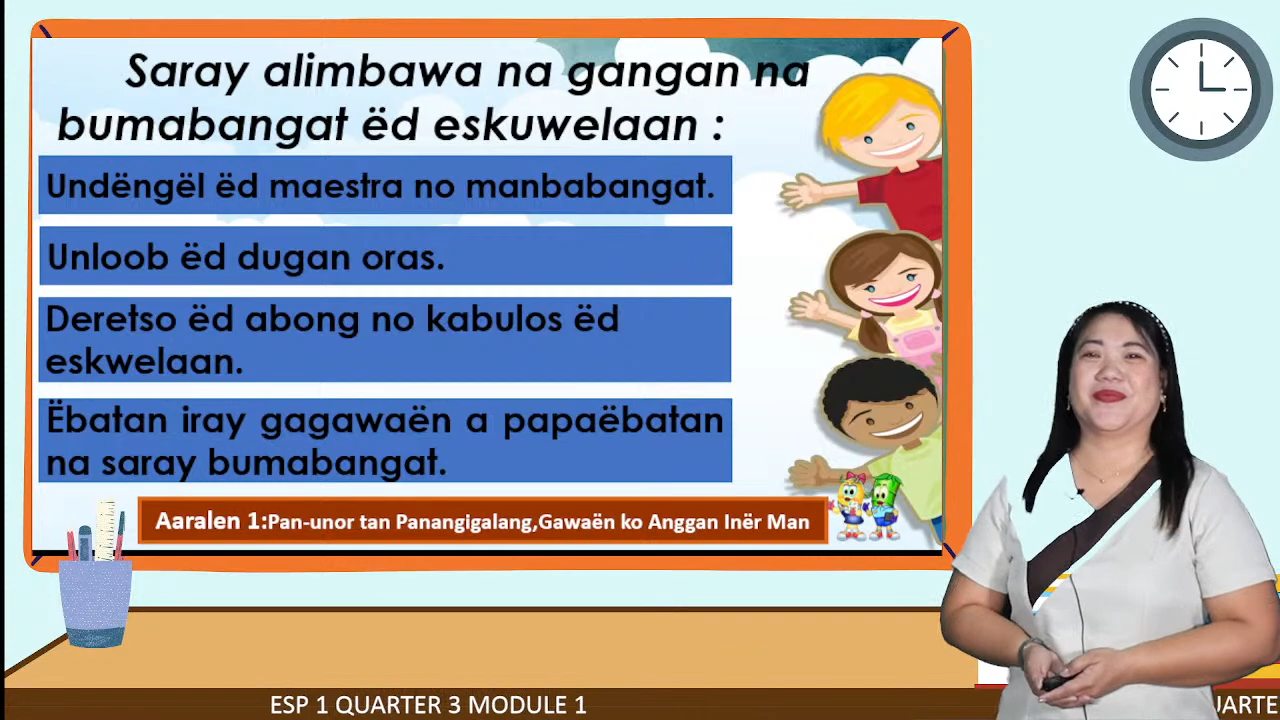 Saray alimbawa na gangan na
bumabangat ëd eskuwelaan :
Undëngël ëd maestra no manbabangat.
Unloob ëd dugan oras.
Deretso ëd abong no kabulos ëd
eskwelaan.
Ëbatan iray gagawaën a papaëbatan
na saray bumabangat.
Aaralen 1:Pan-unor tan Panangigalang,Gawaën ko Anggan Inër Man
ESP 1 QUARTER 3 MODULE 1
JARTE